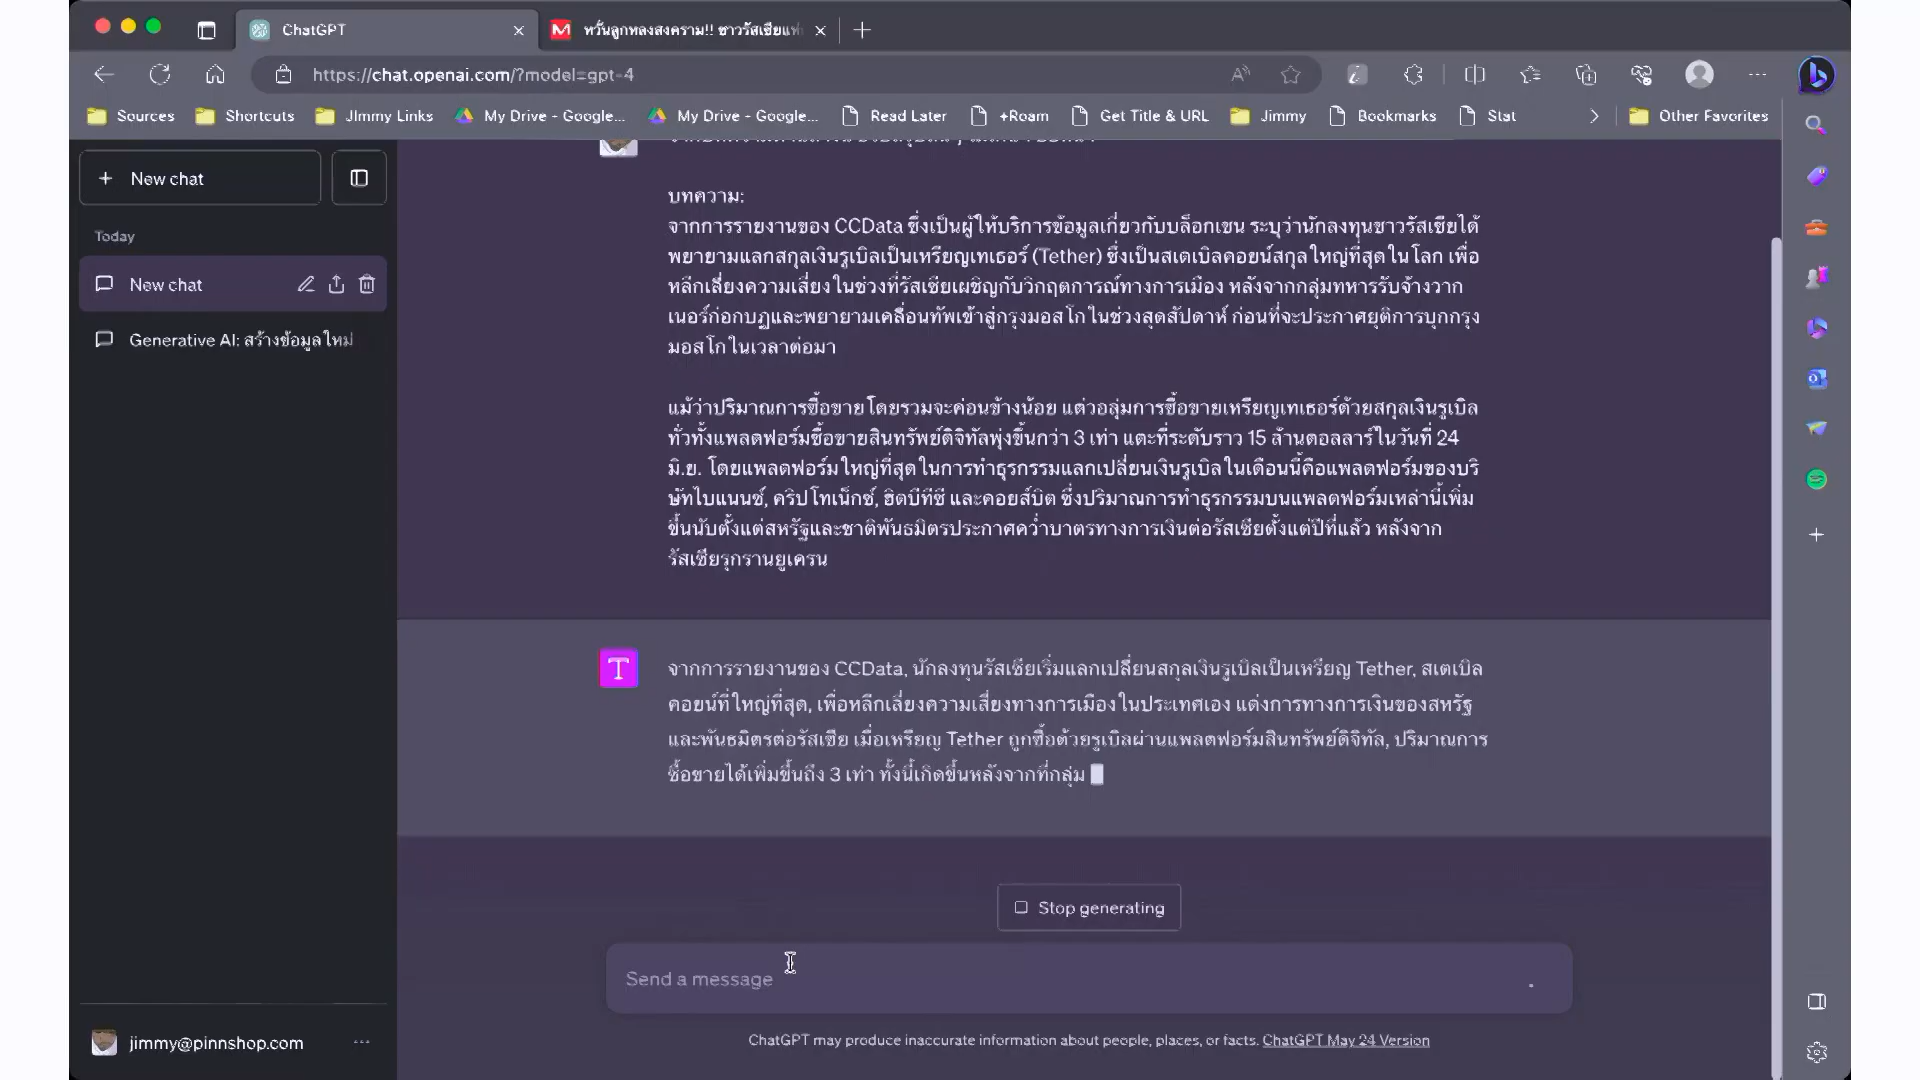 ChatGPT
ทวั่นลูกหลงสงคราม!! ชาวรัสเซียแห่
https://chat.openai.com/?model=gpt-4
Sources
Shortcuts
JImmy Links
My Drive - Google...
My Drive - Google...
Read Later
+Roam
Get Title & URL
Jimmy
Bookmarks
Stat
Other Favorites
New chat
Today
New chat
Generative AI: สร้างข้อมูลใหม่
บทความ:
จากการรายงานของ CCData ซึ่งเป็นผู้ให้บริการข้อมูลเกี่ยวกับบล็อกเชน ระบุว่านักลงทุนชาวรัสเซียได้
พยายามแลกสกุลเงินรูเบิลเป็นเหรียญเทเธอร์ (Tether) ซึ่งเป็นสเตเบิลคอยน์สกุลใหญ่ที่สุดในโลก เพื่อ
หลีกเลี่ยงความเสี่ยงในช่วงที่รัสเซียเผชิญกับวิกฤตการณ์ทางการเมือง หลังจากกลุ่มทหารรับจ้างวาก
เนอร์ก่อกบฏและพยายามเคลื่อนทัพเข้าสู่กรุงมอสโกในช่วงสุดสัปดาห์ ก่อนที่จะประกาศยุติการบุกกรุง
มอสโกในเวลาต่อมา
แม้ว่าปริมาณการซื้อขายโดยรวมจะค่อนข้างน้อย แต่วอลุ่มการซื้อขายเหรียญเทเธอร์ด้วยสกุลเงินรูเบิล
ทั่วทั้งแพลตฟอร์มซื้อขายสินทรัพย์ดิจิทัลพุ่งขึ้นกว่า 3 เท่า แตะที่ระดับราว 15 ล้านดอลลาร์ในวันที่ 24
มิ.ย. โดยแพลตฟอร์มใหญ่ที่สุดในการทำธุรกรรมแลกเปลี่ยนเงินรูเบิลในเดือนนี้คือแพลตฟอร์มของบริ
ษัทไบแนนซ์, คริปโทเน็กซ์, ฮิตบีทีซี และคอยส์บิต ซึ่งปริมาณการทำธุรกรรมบนแพลตฟอร์มเหล่านี้เพิ่ม
ขึ้นนับตั้งแต่สหรัฐและชาติพันธมิตรประกาศคว่ำบาตรทางการเงินต่อรัสเซียตั้งแต่ปีที่แล้ว หลังจาก
รัสเซียรุกรานยูเครน
จากการรายงานของ CCData, นักลงทุนรัสเซียเริ่มแลกเปลี่ยนสกุลเงินรูเบิลเป็นเหรียญ Tether, สเตเบิล
คอยน์ที่ใหญ่ที่สุด, เพื่อหลีกเลี่ยงความเสี่ยงทางการเมืองในประเทศเอง แต่งการทางการเงินของสหรัฐ
และพันธมิตรต่อรัสเซีย เมื่อเหรียญ Tether ถูกซื้อด้วยรูเบิลผ่านแพลตฟอร์มสินทรัพย์ดิจิทัล, ปริมาณการ
ซื้อขายได้เพิ่มขึ้นถึง 3 เท่า ทั้งนี้เกิดขึ้นหลังจากที่กลุ่ม
Stop generating
Send a message
ChatGPT may produce inaccurate information about people, places, or facts. ChatGPT May 24 Version
jimmy@pinnshop.com